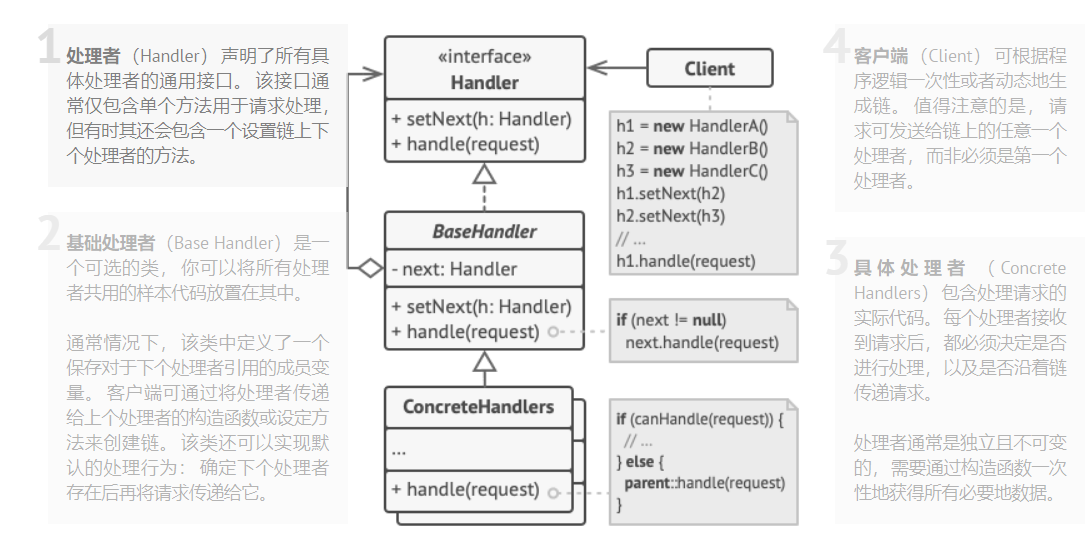 1
处理者（Handler） 声明了所有具
体处理者的通用接口。 该接口通
常仅包含单个方法用于请求处理，
但有时其还会包含一个设置链上下
个处理者的方法。
2
基础处理者（Base Handler） 是一
个可选的类， 你可以将所有处理
者共用的样本代码放置在其中。
通常情况下， 该类中定义了一个
保存对于下个处理者引用的成员变
量。 客户端可通过将处理者传递
给上个处理者的构造函数或设定方
法来创建链。 该类还可以实现默
认的处理行为： 确定下个处理者
存在后再将请求传递给它。
«interface»
Handler
+ setNext(h: Handler)
+ handle(request)
BaseHandler
- next: Handler
+ setNext(h: Handler)
+ handle(request)
ConcreteHandlers
...
+ handle(request)
Client
h1 = new HandlerA()
h2 = new HandlerB()
h3 = new HandlerC()
h1.setNext(h2)
h2.setNext(h3)
// ...
h1.handle(request)
if (next != null)
next.handle(request)
if (canHandle(request)) {
// ...
} else {
parent::handle(request)
}
4
客户端 （Client） 可根据程
序逻辑一次性或者动态地生
成链。 值得注意的是， 请
求可发送给链上的任意一个
处理者， 而非必须是第一个
处理者。
3
具体处理者 （Concrete
Handlers） 包含处理请求的
实际代码。 每个处理者接收
到请求后， 都必须决定是否
进行处理， 以及是否沿着链
传递请求。
处理者通常是独立且不可变
的， 需要通过构造函数一次
性地获得所有必要地数据。